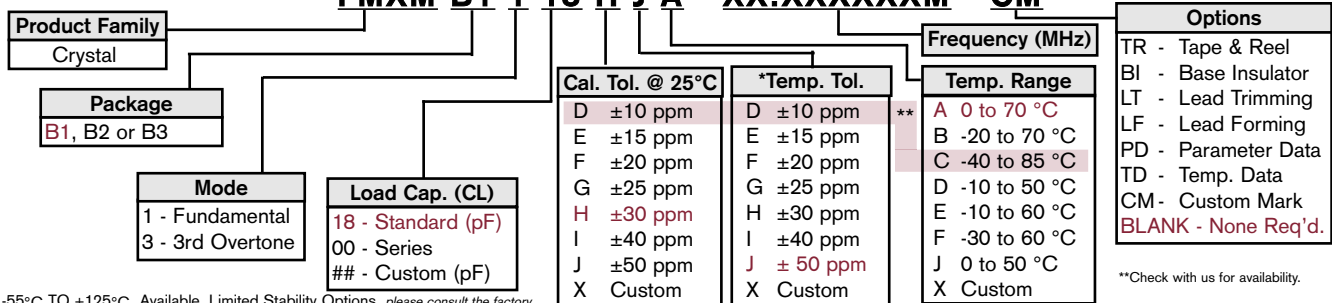 Product Family
Crystal
Package
B1, B2 or B3
Mode
1 - Fundamental
3 - 3rd Overtone
Load Cap. (CL)
18 - Standard (pF)
00 - Series
## - Custom (pF)
Cal. Tol. @ 25°C
D ±10 ppm
E ±15 ppm
F ±20 ppm
G ±25 ppm
H ±30 ppm
I ±40 ppm
J ±50 ppm
X Custom
*Temp. Tol.
D ±10 ppm
E ±15 ppm
F ±20 ppm
G ±25 ppm
H ±30 ppm
I ±40 ppm
J ± 50 ppm
X Custom
Frequency (MHz)
Temp. Range
** A 0 to 70 °C
B -20 to 70 °C
C -40 to 85 °C
D -10 to 50 °C
E -10 to 60 °C
F -30 to 60 °C
J 0 to 50 °C
X Custom
Options
TR - Tape & Reel
BI - Base Insulator
LT - Lead Trimming
LF - Lead Forming
PD - Parameter Data
TD - Temp. Data
CM- Custom Mark
BLANK - None Req'd.
**Check with us for availability.
-55°C TO +125°C Available, Limited Stability Options, please consult the factory